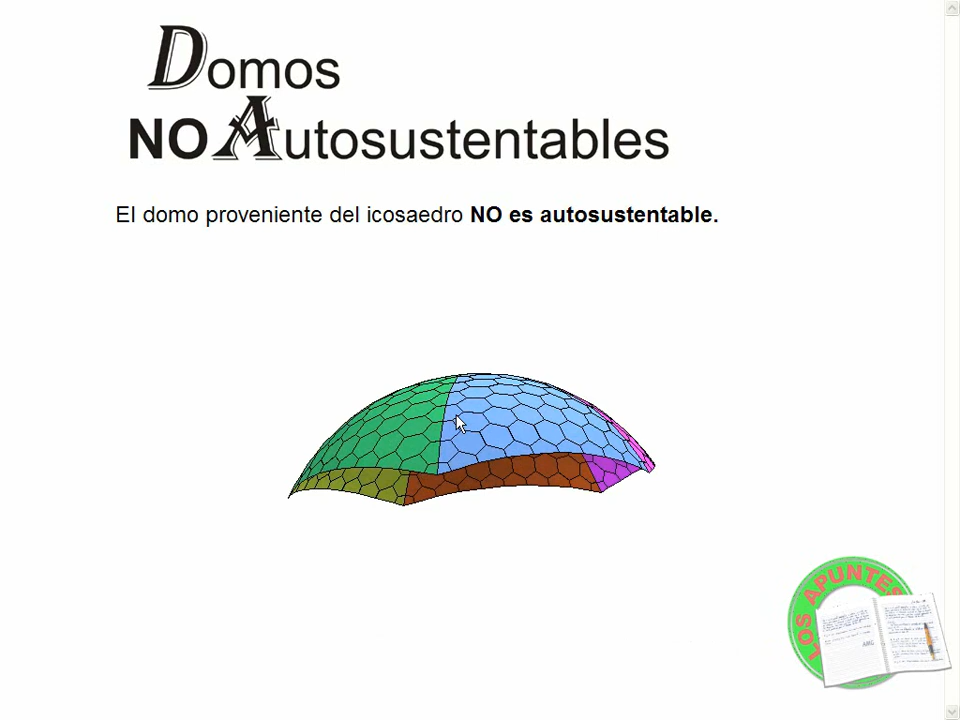 Domos
NO Autosustentables
El domo proveniente del icosaedro NO es autosustentable.
LOS APUNTES